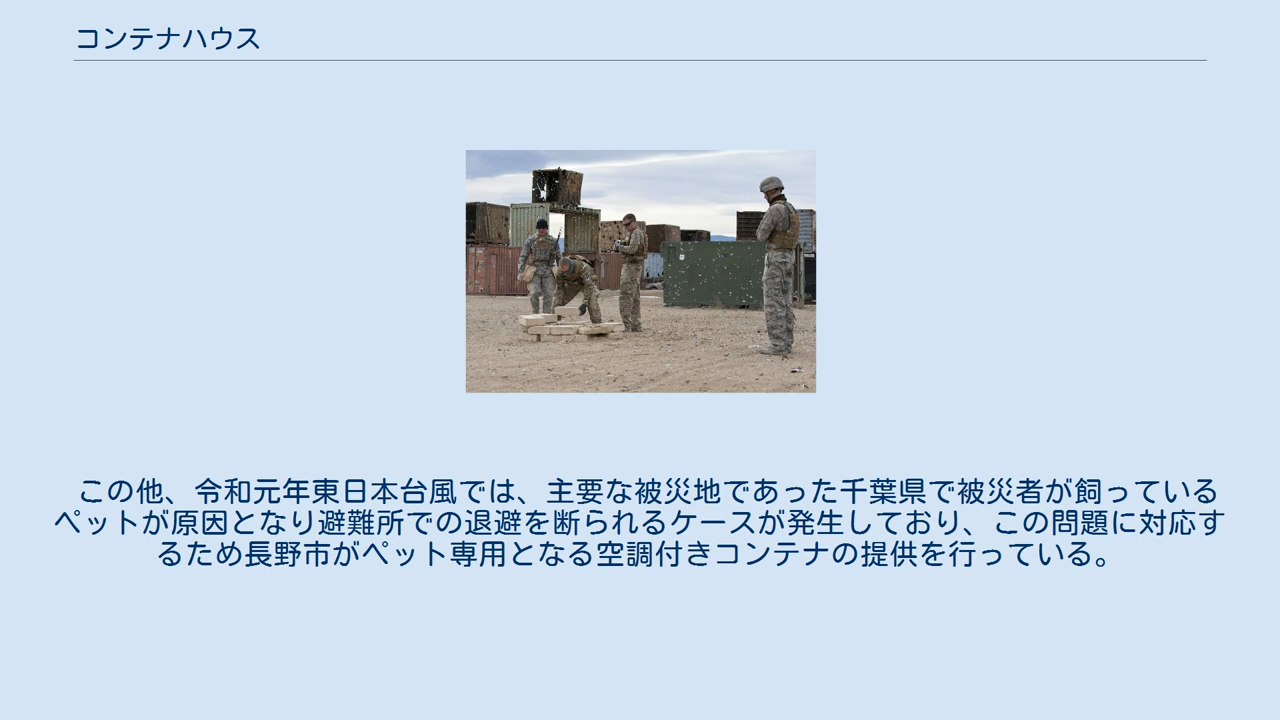 コンテナハウス
この他、令和元年東日本台風では、主要な被災地であった千葉県で被災者が飼っている
ペットが原因となり避難所での退避を断られるケースが発生しており、この問題に対応す
るため長野市がペット専用となる空調付きコンテナの提供を行っている。